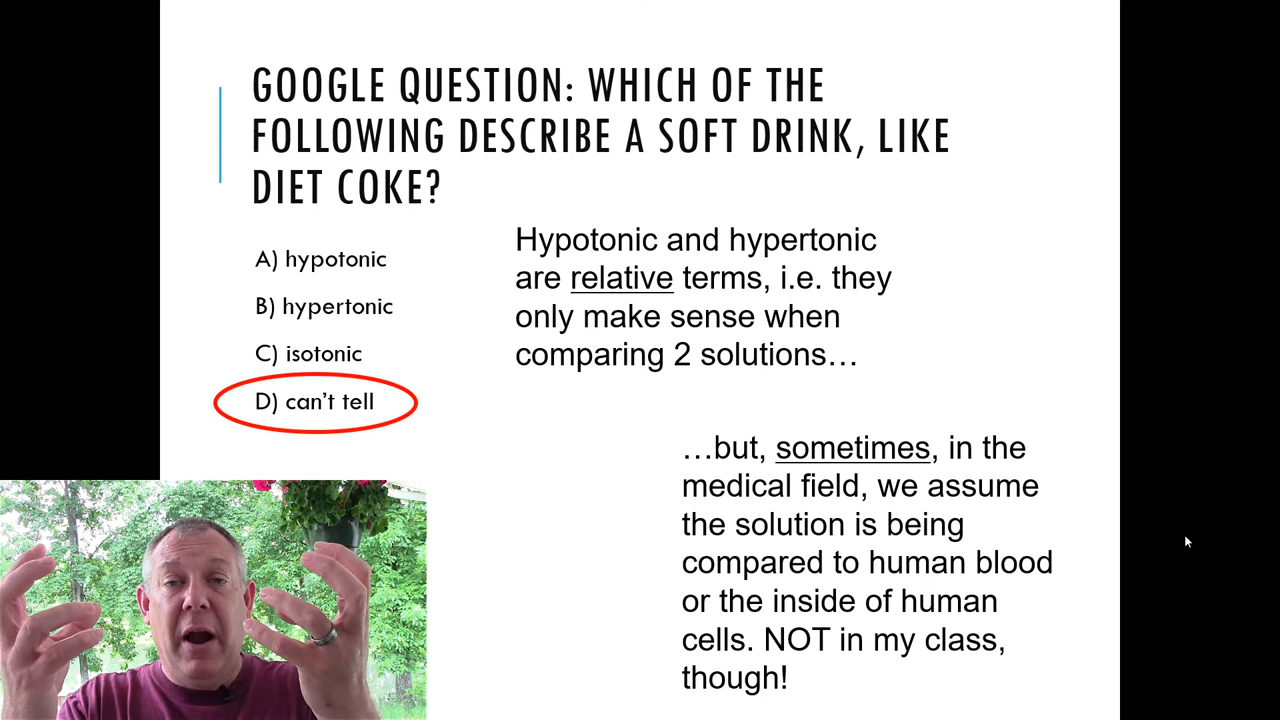 GOOGLE QUESTION: WHICH OF THE
FOLLOWING DESCRIBE A SOFT DRINK, LIKE
DIET COKE?
A) hypotonic
B) hypertonic
C) isotonic
D) can't tell
Hypotonic and hypertonic
are relative terms, i.e. they
only make sense when
comparing 2 solutions…
…but, sometimes, in the
medical field, we assume
the solution is being
compared to human blood
or the inside of human
cells. NOT in my class,
though!